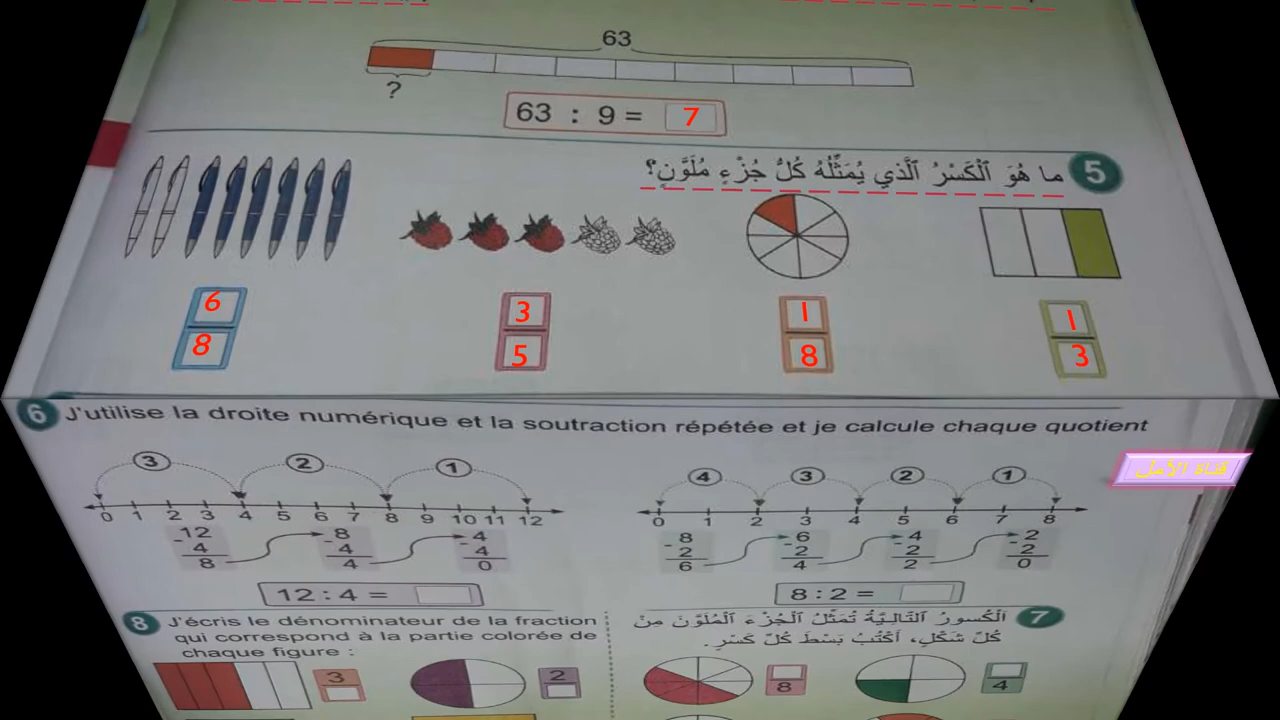 63
?
63 : 9 = 7
5 ما هُوَ ٱلْكَسْرُ ٱلَّذي يُمَثِّلُهُ كُلُّ جُزْءٍ مُلَوَّنٍ؟
6 3 1 1
8 5 8 3
6 J'utilise la droite numérique et la soutraction répétée et je calcule chaque quotient
3 2 1
0 1 2 3 4 5 6 7 8 9 10 11 12
12 8 4
- 4 - 4 - 4
8 4 0
12 : 4 =
4 3 2 1
0 1 2 3 4 5 6 7 8
8 6 4 2
- 2 - 2 - 2 - 2
6 4 2 0
8 : 2 =
قناة الأمل
8 J'écris le dénominateur de la fraction
qui correspond à la partie colorée de
chaque figure :
3 2
7 اَلْكُسورُ ٱلتّالِيَةُ تُمَثِّلُ ٱلْجُزْءَ ٱلْمُلَوَّنَ مِنْ
كُلِّ شَكْلٍ، أَكْتُبُ بَسْطَ كُلِّ كَسْرٍ.
8 4